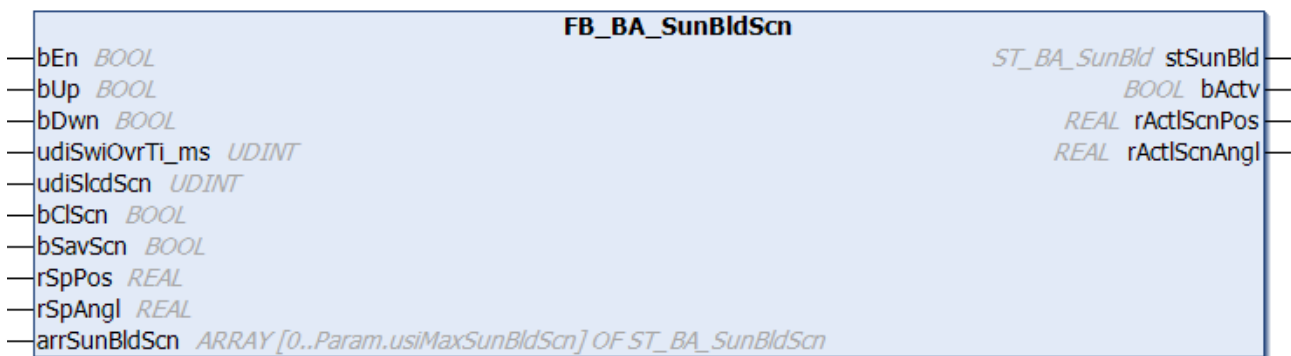 FB_BA_SunBldScn
bEn BOOL ST_BA_SunBld stSunBld
bUp BOOL BOOL bActv
bDwn BOOL REAL rActlScnPos
udiSwiOvrTi_ms UDINT REAL rActlScnAngl
udiSlcdScn UDINT
bClScn BOOL
bSavScn BOOL
rSpPos REAL
rSpAngl REAL
arrSunBldScn ARRAY [0..Param.usiMaxSunBldScn] OF ST_BA_SunBldScn